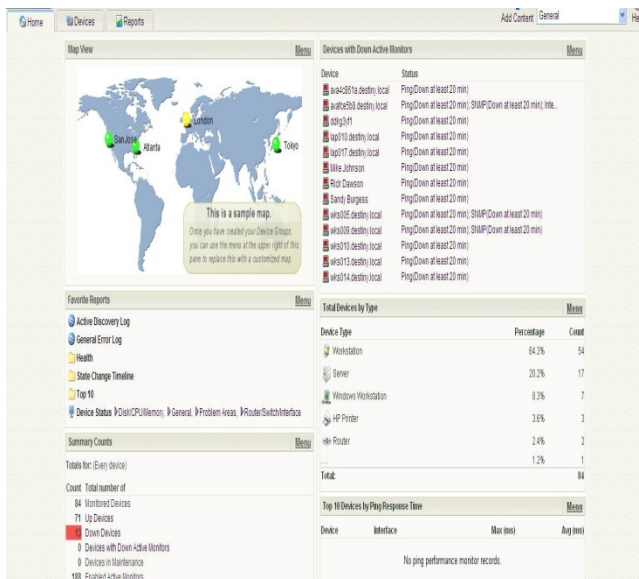 Home
Devices
Reports
Add Content General
He
Map View
Menu
San Jose
Atlanta
London
Tokyo
This is a sample map.
Once you have created your Device Groups,
you can use the menu at the upper right of this
pane to replace this with a customized map.
Favorite Reports
Menu
Active Discovery Log
General Error Log
Health
State Change Timeline
Top 10
Device Status Disk/CPU/Memory, General, Problem Areas, Router/Switch/Interface
Summary Counts
Menu
Totals for: (Every device)
Count Total number of
84 Monitored Devices
71 Up Devices
13 Down Devices
0 Devices with Down Active Monitors
0 Devices in Maintenance
188 Enabled Active Monitors
Devices with Down Active Monitors
Menu
Device Status
ava4c861a.destiny.local Ping(Down at least 20 min)
avafce5b8.destiny.local Ping(Down at least 20 min); SNMP(Down at least 20 min); Inte...
ddkg3jf1 Ping(Down at least 20 min)
lap010.destiny.local Ping(Down at least 20 min)
lap017.destiny.local Ping(Down at least 20 min)
Mike Johnson Ping(Down at least 20 min)
Rick Dawson Ping(Down at least 20 min)
Sandy Burgess Ping(Down at least 20 min)
wks005.destiny.local Ping(Down at least 20 min); SNMP(Down at least 20 min)
wks009.destiny.local Ping(Down at least 20 min); SNMP(Down at least 20 min)
wks010.destiny.local Ping(Down at least 20 min)
wks013.destiny.local Ping(Down at least 20 min)
wks014.destiny.local Ping(Down at least 20 min)
Total Devices by Type
Menu
Device Type Percentage Count
Workstation 64.3% 54
Server 20.2% 17
Windows Workstation 8.3% 7
HP Printer 3.6% 3
Router 2.4% 2
... 1.2% 1
Total: 84
Top 10 Devices by Ping Response Time
Menu
Device Interface Max (ms) Avg (ms)
No ping performance monitor records.